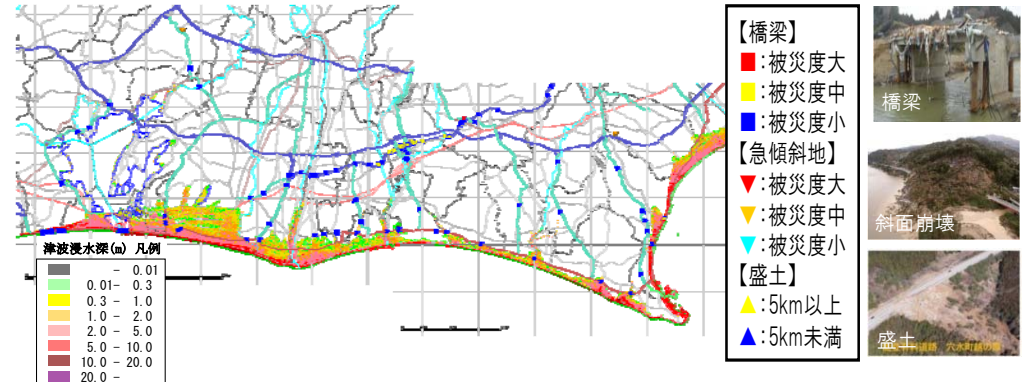 【橋梁】
■:被災度大
■:被災度中
■:被災度小
【急傾斜地】
▼:被災度大
▼:被災度中
▼:被災度小
【盛土】
▲:5km以上
▲:5km未満
橋梁
斜面崩壊
盛土
津波浸水深(m) 凡例
- 0.01
0.01- 0.3
0.3 - 1.0
1.0 - 2.0
2.0 - 5.0
5.0 - 10.0
10.0 - 20.0
20.0 -